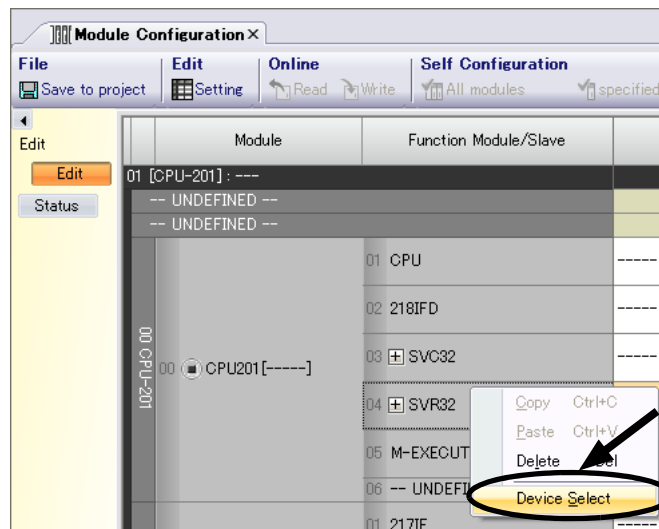 Module Configuration ×
File Edit Online Self Configuration
Save to project Setting Read Write All modules specified
Edit
Edit
Status
Module Function Module/Slave
01 [CPU-201] : ---
-- UNDEFINED --
-- UNDEFINED --
00 CPU-201
00 CPU201[-----]
01 CPU -----
02 218IFD -----
03 + SVC32 -----
04 + SVR32
05 M-EXECUT
06 -- UNDEFI
01 217IF -----
Copy Ctrl+C
Paste Ctrl+V
Delete
Device Select